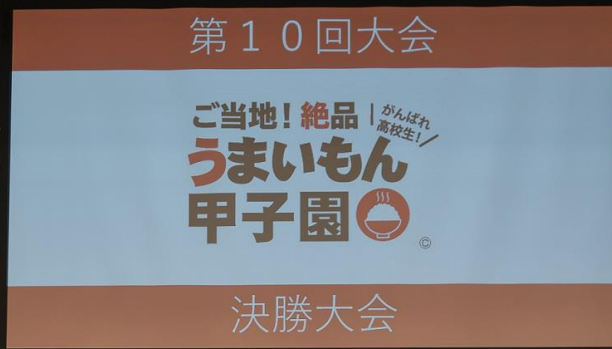 第１０回大会
ご当地！絶品
がんばれ
高校生！
うまいもん
甲子園
©
決勝大会